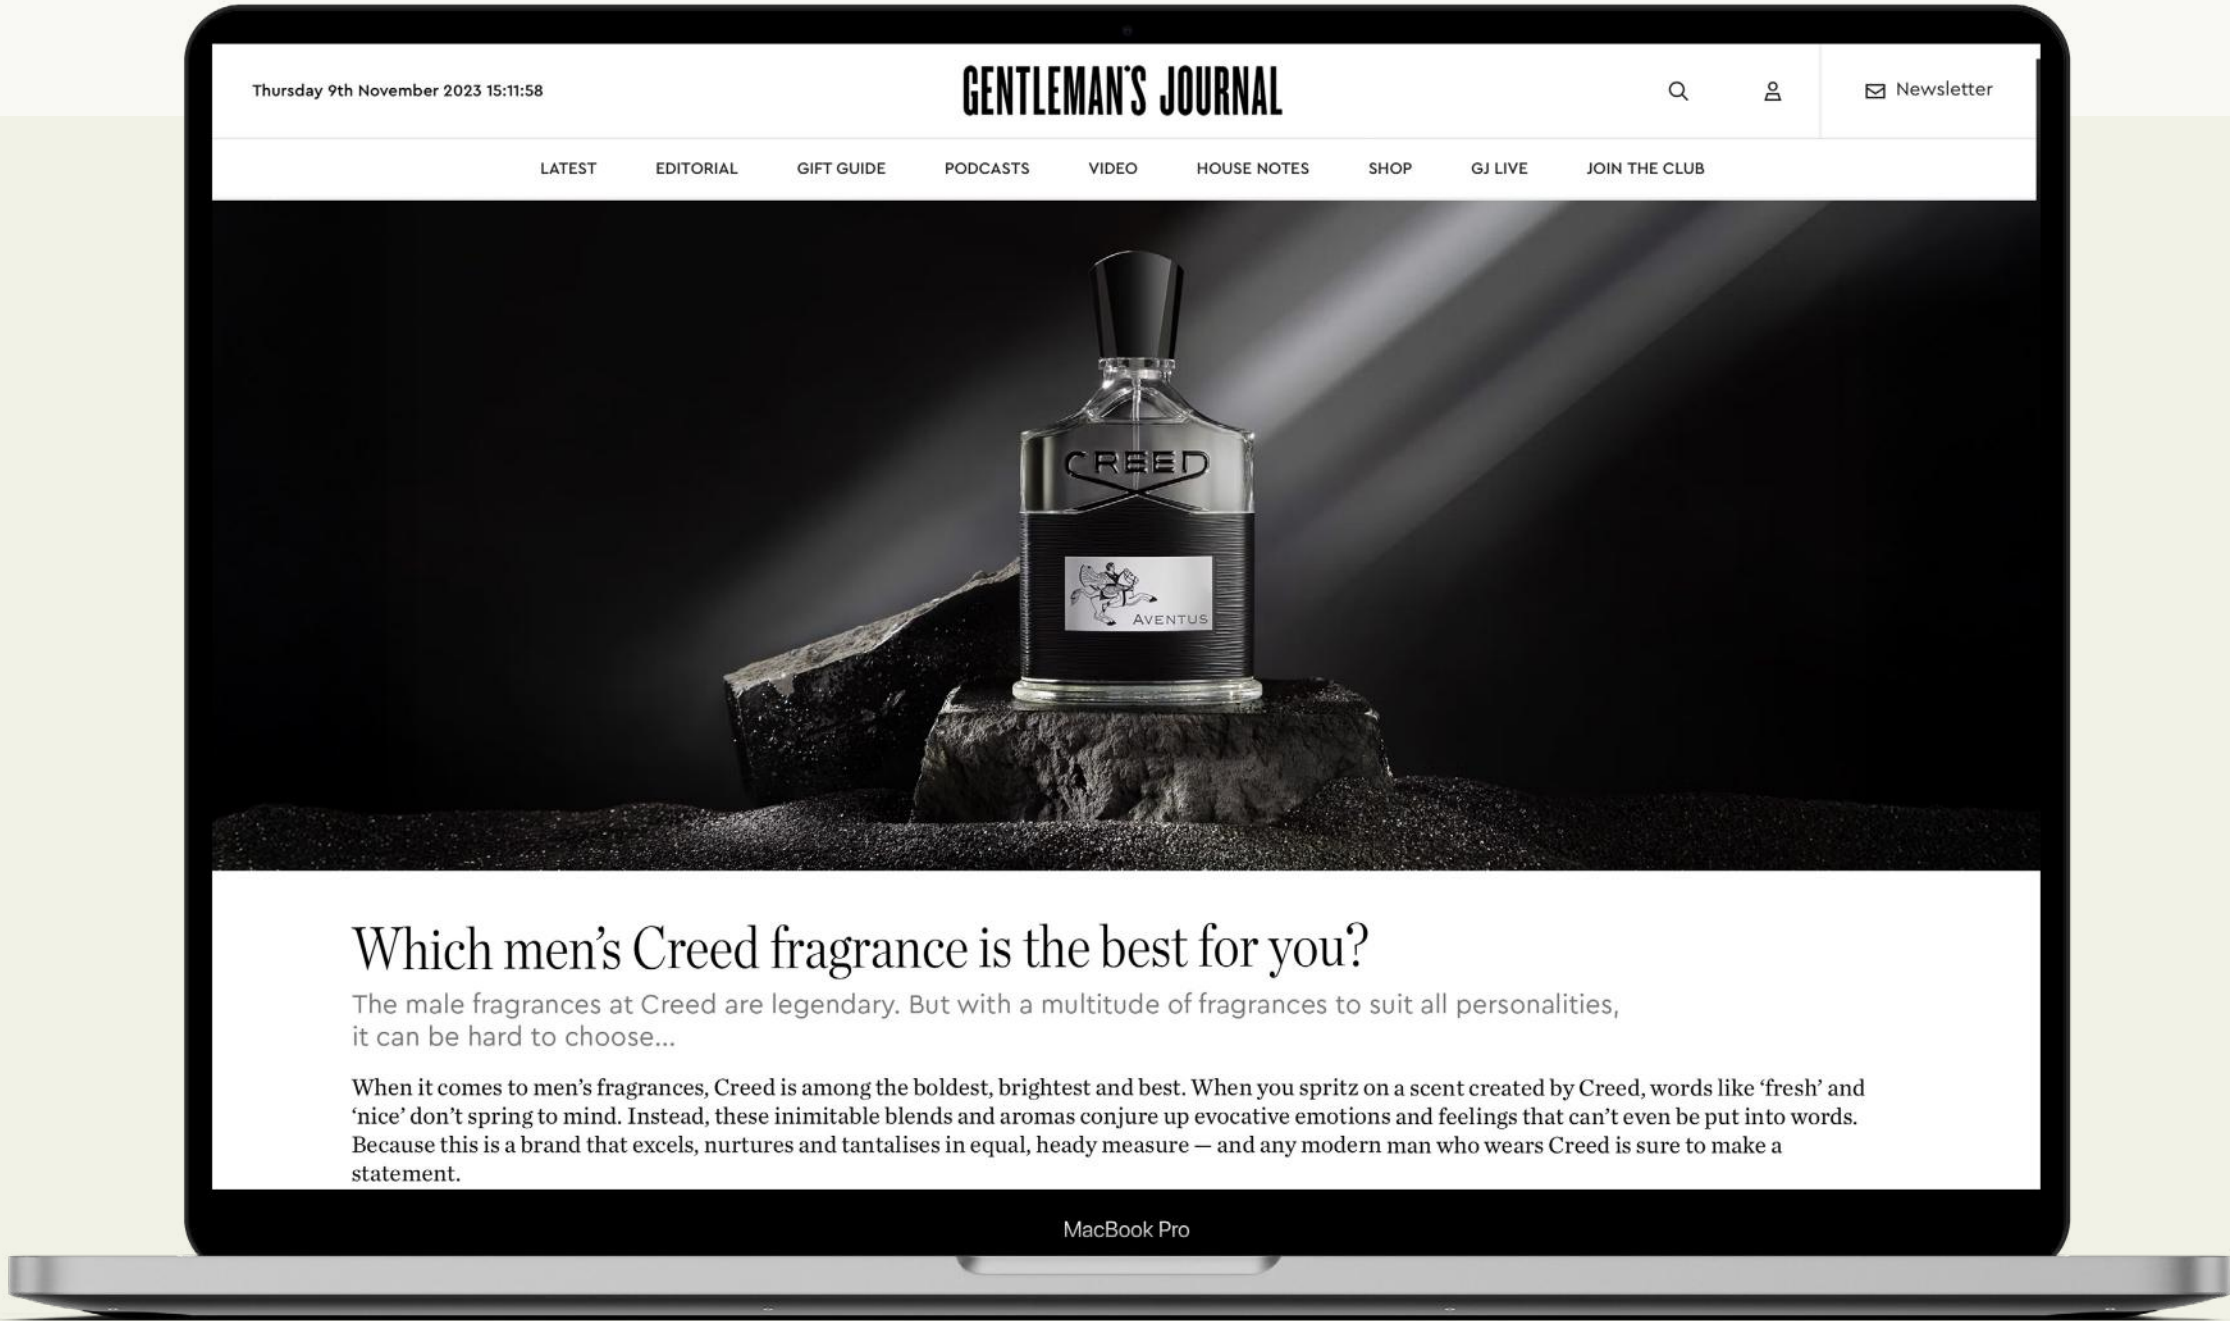 Thursday 9th November 2023 15:11:58
GENTLEMAN'S JOURNAL
Newsletter
LATEST
EDITORIAL
GIFT GUIDE
PODCASTS
VIDEO
HOUSE NOTES
SHOP
GJ LIVE
JOIN THE CLUB
CREED
AVENTUS
Which men’s Creed fragrance is the best for you?
The male fragrances at Creed are legendary. But with a multitude of fragrances to suit all personalities,
it can be hard to choose...
When it comes to men’s fragrances, Creed is among the boldest, brightest and best. When you spritz on a scent created by Creed, words like ‘fresh’ and
‘nice’ don’t spring to mind. Instead, these inimitable blends and aromas conjure up evocative emotions and feelings that can’t even be put into words.
Because this is a brand that excels, nurtures and tantalises in equal, heady measure — and any modern man who wears Creed is sure to make a
statement.
MacBook Pro